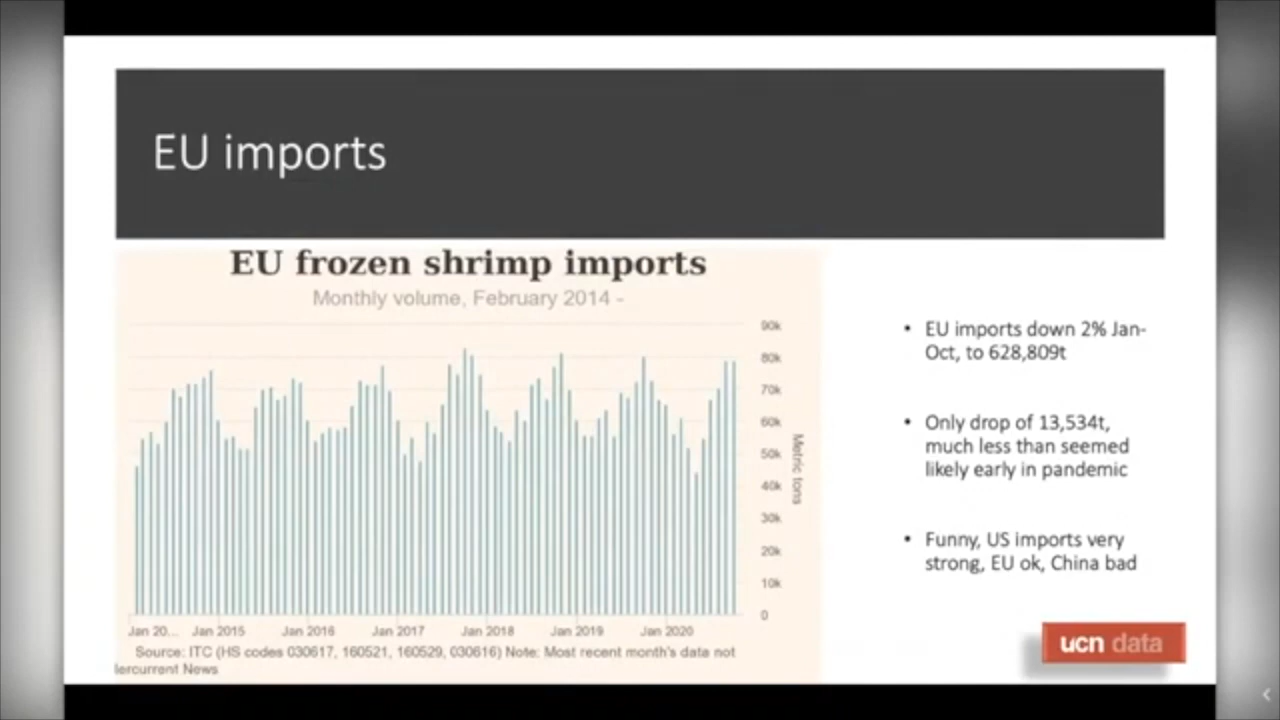 EU imports
EU frozen shrimp imports
Monthly volume, February 2014 -
90k
80k
70k
60k
50k
40k
30k
20k
10k
0
Metric tons
Jan 20... Jan 2015 Jan 2016 Jan 2017 Jan 2018 Jan 2019 Jan 2020
Source: ITC (HS codes 030617, 160521, 160529, 030616) Note: Most recent month's data not
lercurrent News
• EU imports down 2% Jan-
Oct, to 628,809t
• Only drop of 13,534t,
much less than seemed
likely early in pandemic
• Funny, US imports very
strong, EU ok, China bad
ucn data